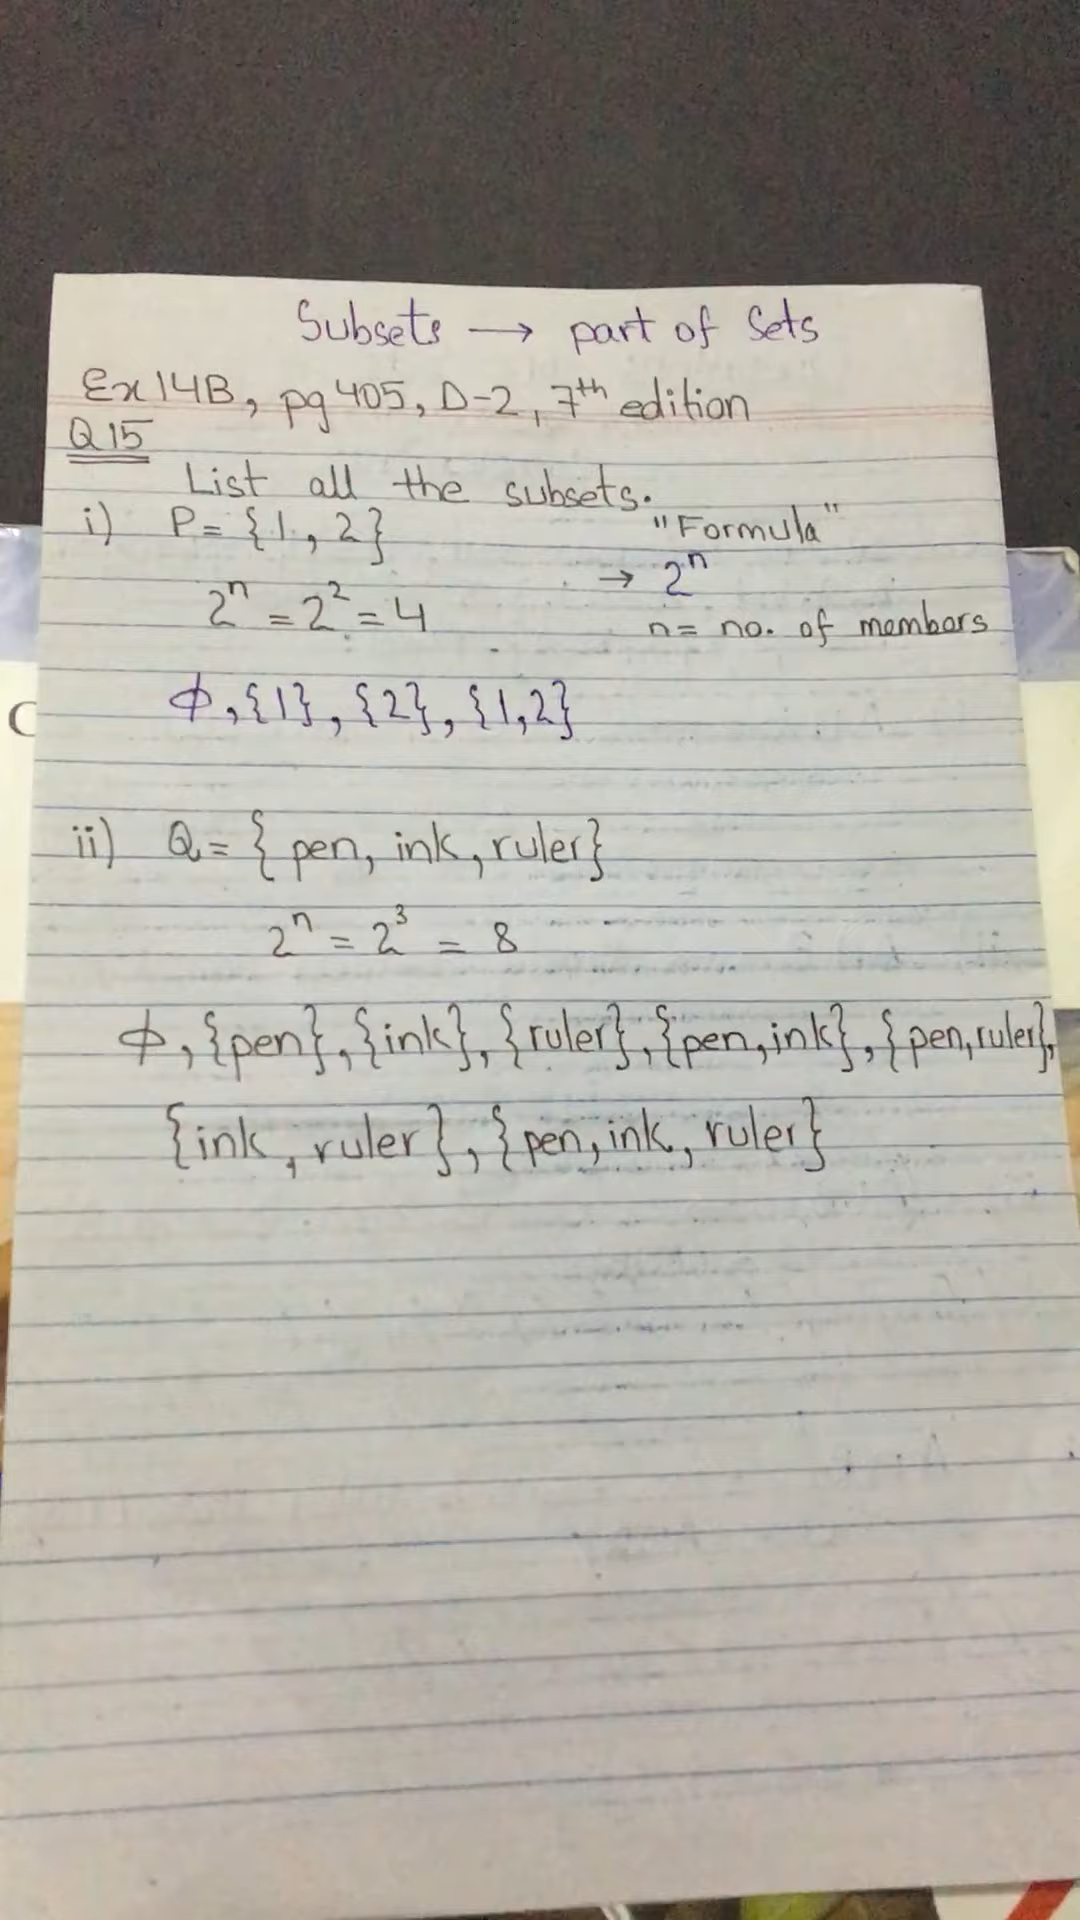 Subsets → part of Sets
Ex 14B, pg 405, D-2, 7th edition
Q15
List all the subsets.
i) P = {1, 2}
"Formula"
→ 2ⁿ
2ⁿ = 2² = 4
n = no. of members
ϕ, {1}, {2}, {1,2}
C
ii) Q = { pen, ink, ruler}
2ⁿ = 2³ = 8
ϕ, {pen}, {ink}, {ruler}, {pen, ink}, {pen, ruler},
{ink, ruler}, {pen, ink, ruler}